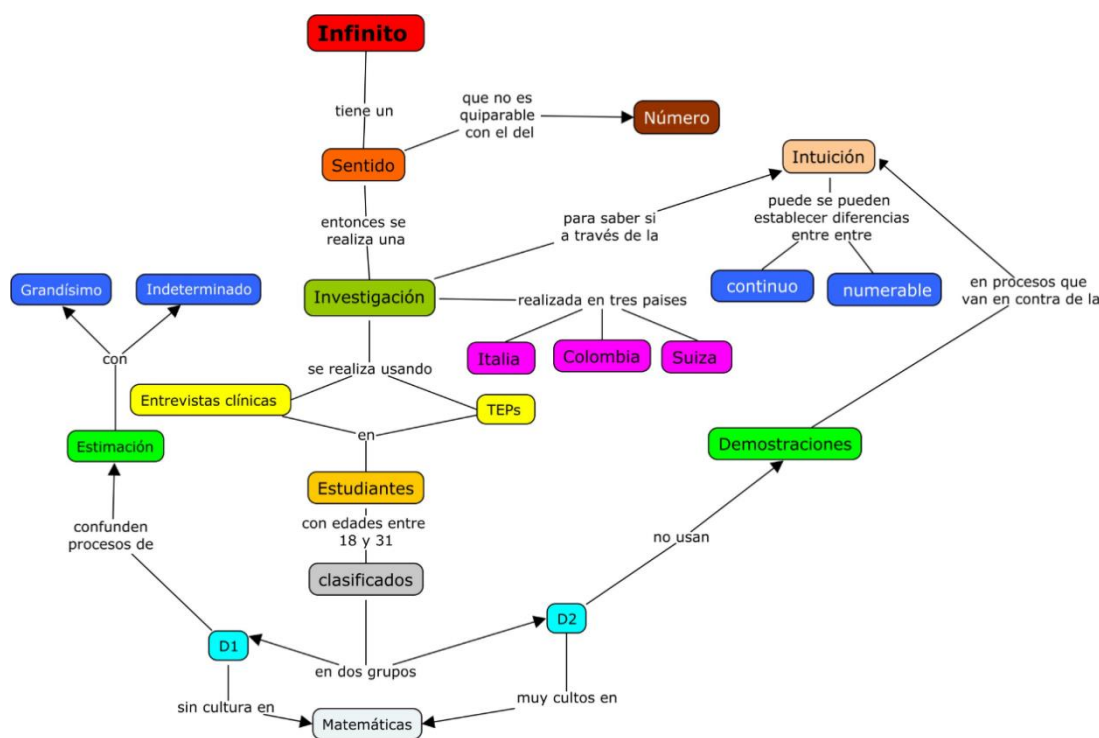 Infinito
tiene un
que no es
quiparable
con el del
Número
Sentido
Intuición
entonces se
realiza una
para saber si
a través de la
puede se pueden
establecer diferencias
entre entre
Grandísimo
Indeterminado
Investigación
continuo
numerable
en procesos que
van en contra de la
realizada en tres paises
Italia
Colombia
Suiza
con
se realiza usando
Entrevistas clínicas
TEPs
Estimación
en
Demostraciones
Estudiantes
confunden
procesos de
con edades entre
18 y 31
no usan
clasificados
D1
D2
en dos grupos
sin cultura en
muy cultos en
Matemáticas